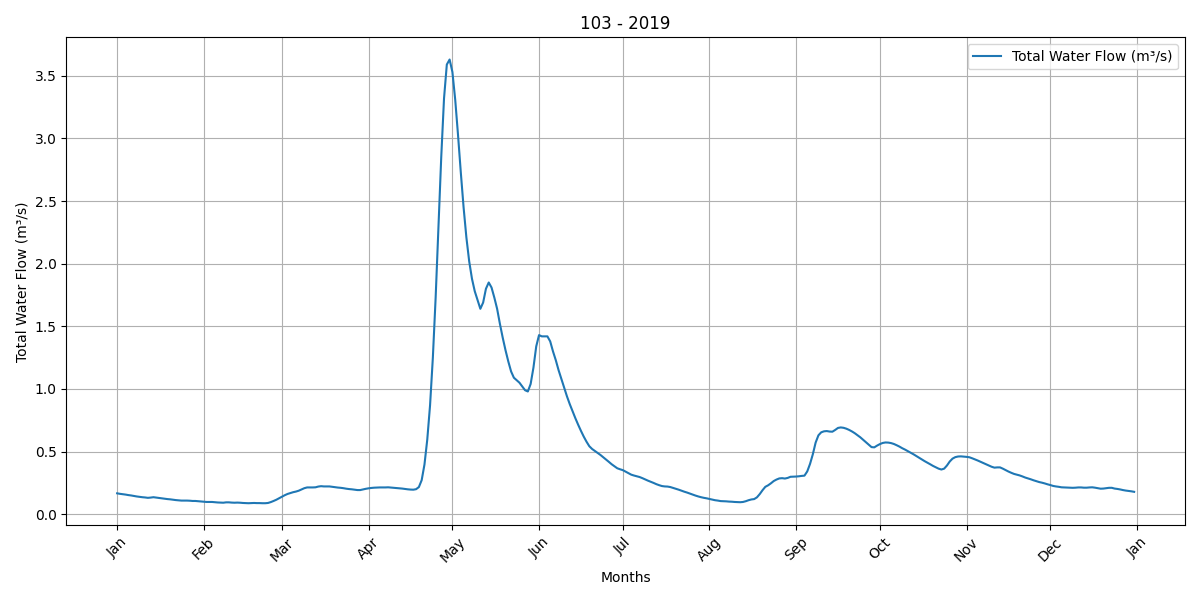 103 - 2019
Total Water Flow (m³/s)
Total Water Flow (m³/s)
3.5
3.0
2.5
2.0
1.5
1.0
0.5
0.0
Jan Feb Mar Apr May Jun Jul Aug Sep Oct Nov Dec Jan
Months